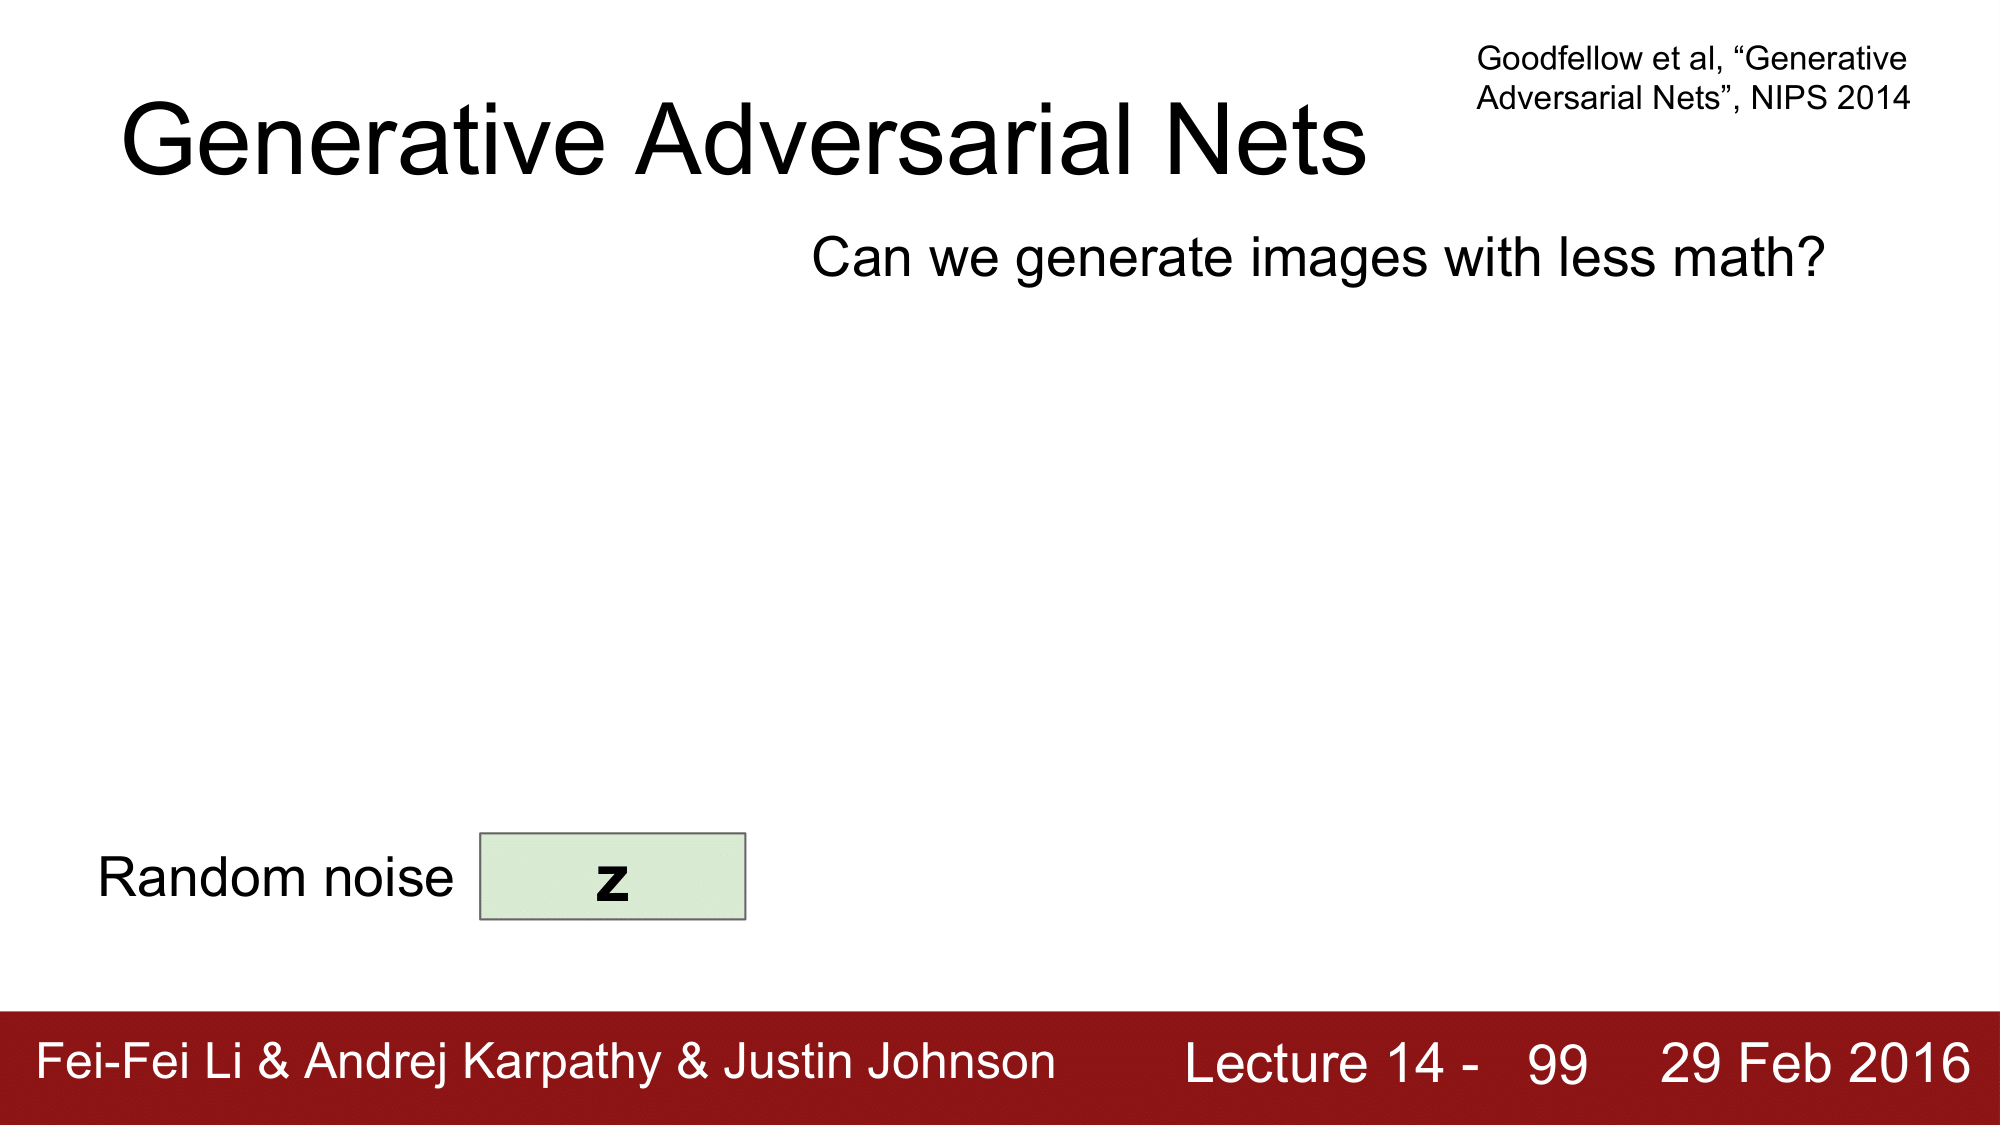 Goodfellow et al, “Generative
Adversarial Nets”, NIPS 2014
Generative Adversarial Nets
Can we generate images with less math?
Random noise
z
Fei-Fei Li & Andrej Karpathy & Justin Johnson
Lecture 14 - 99
29 Feb 2016